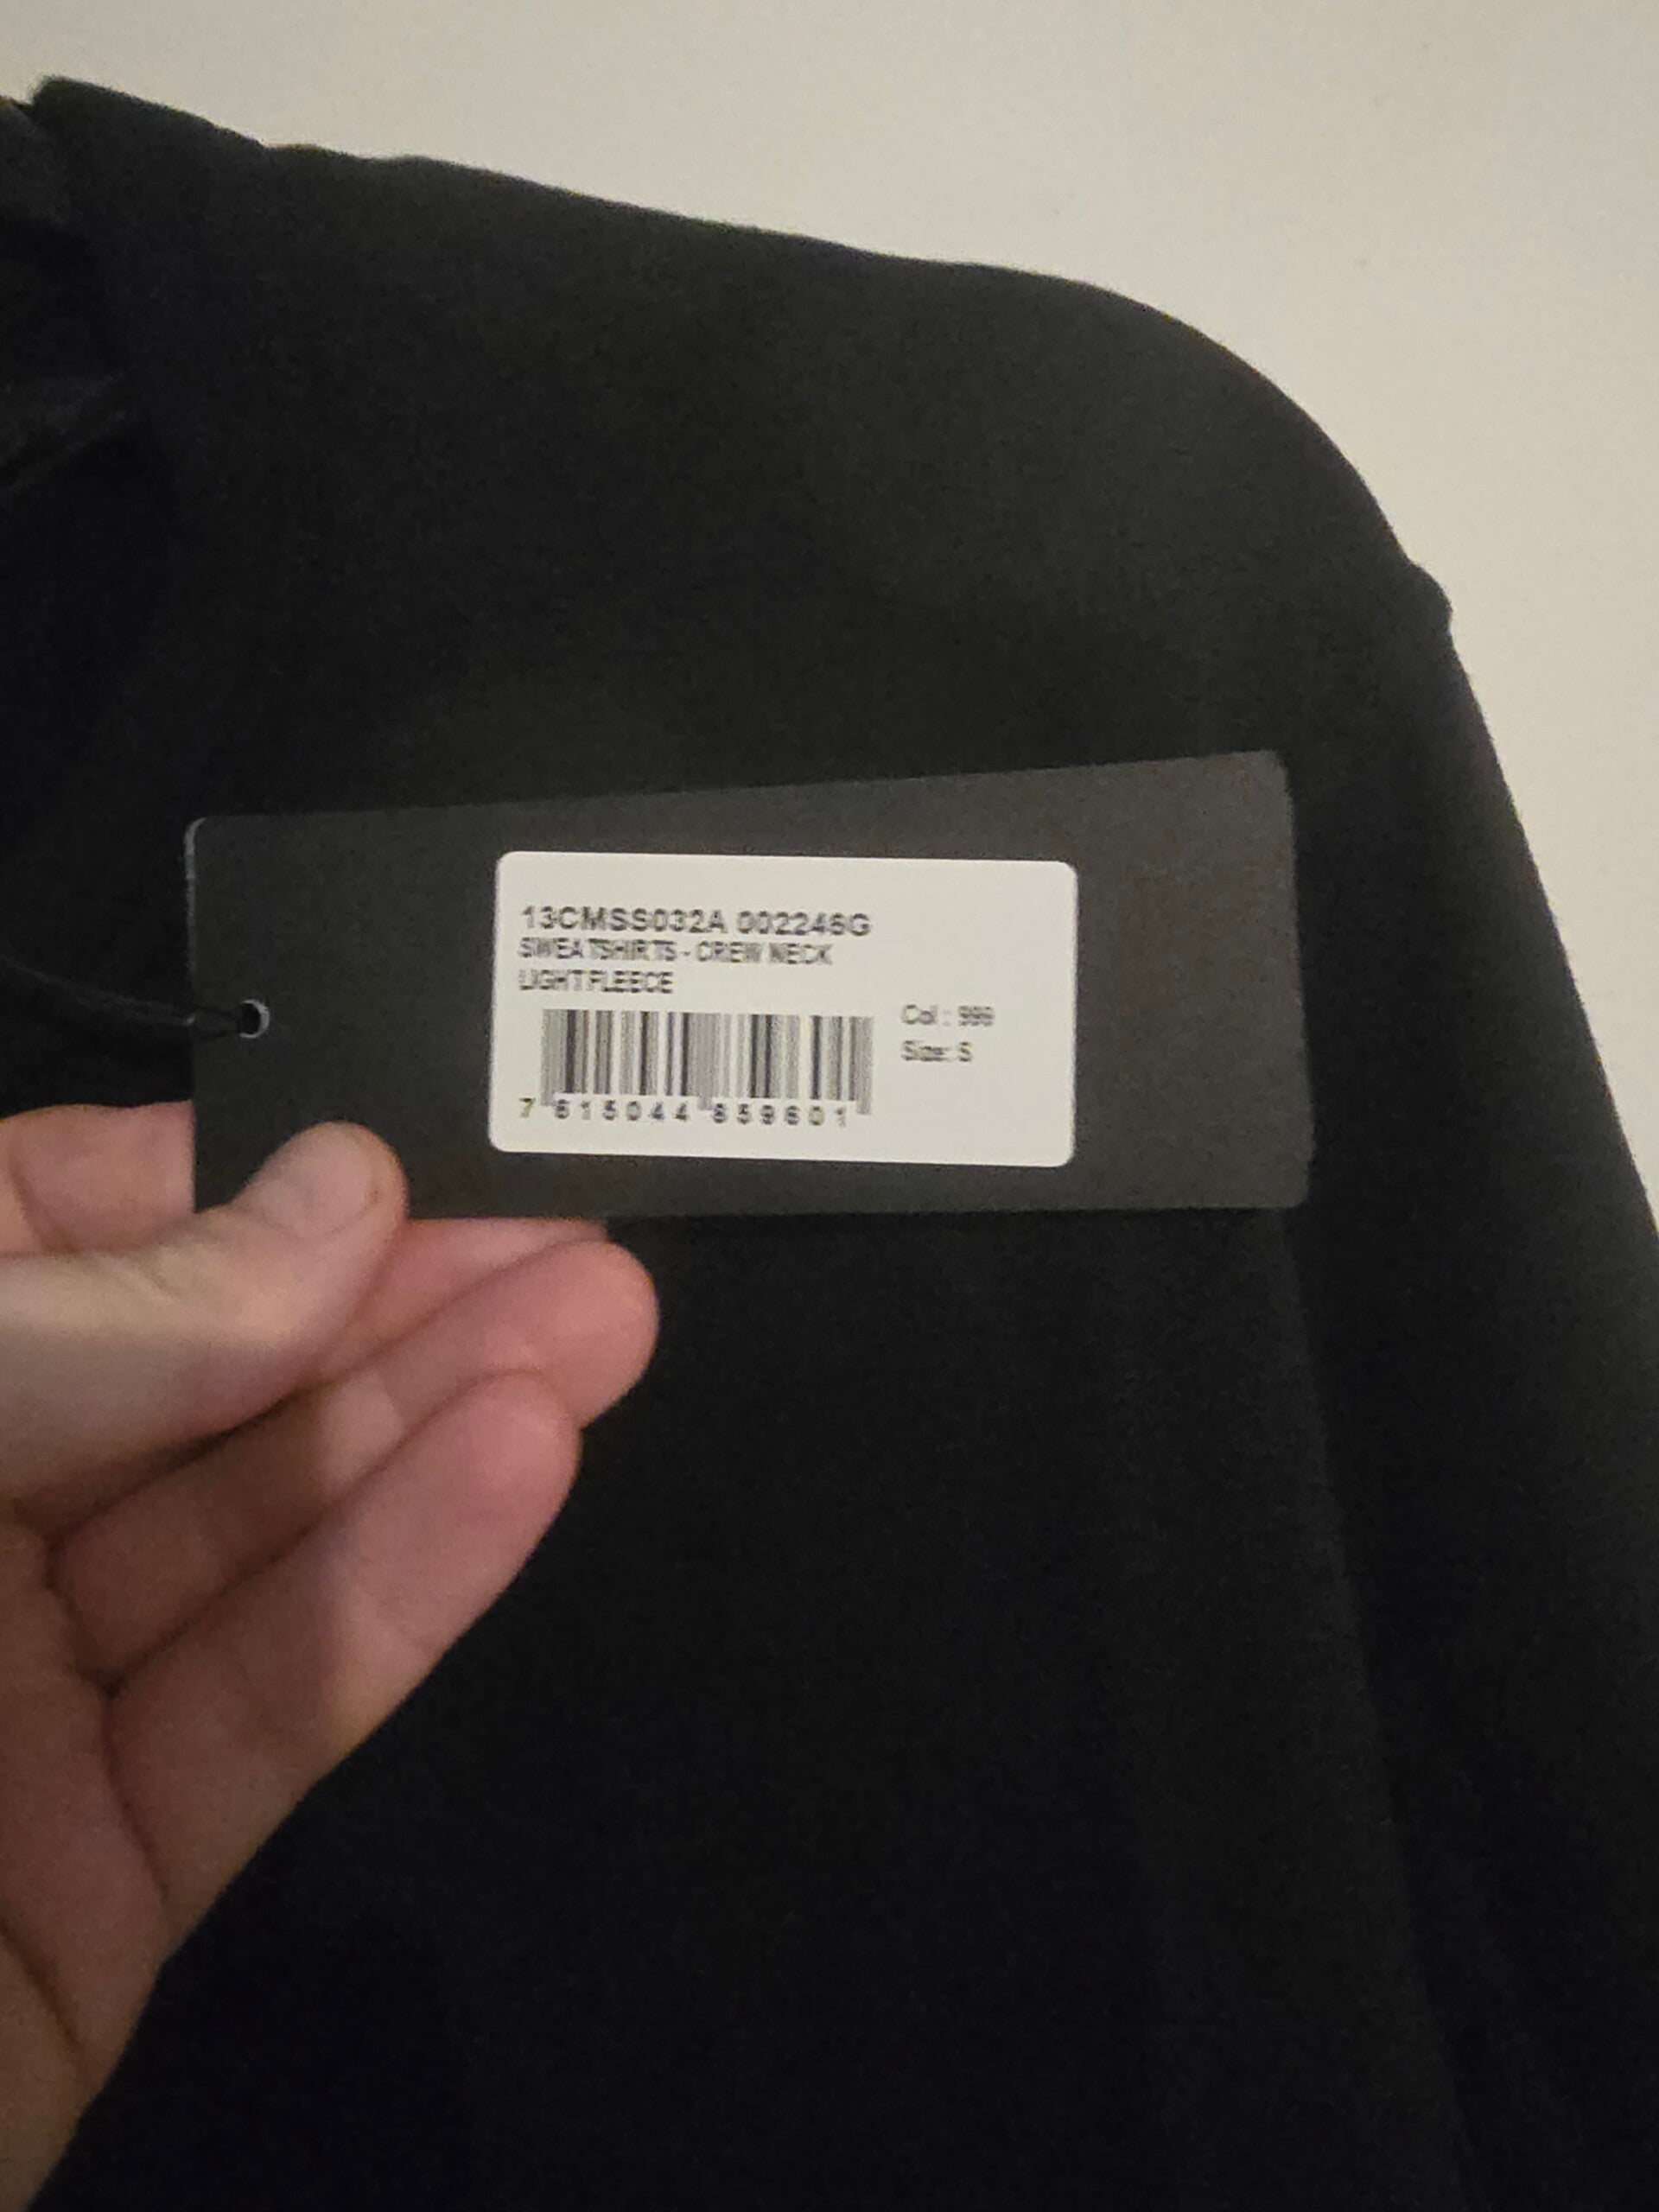 13CMSS032A 002246G
SWEATSHIRTS - CREW NECK
LIGHT FLEECE
Col : 999
Size: S
7 615044 859601